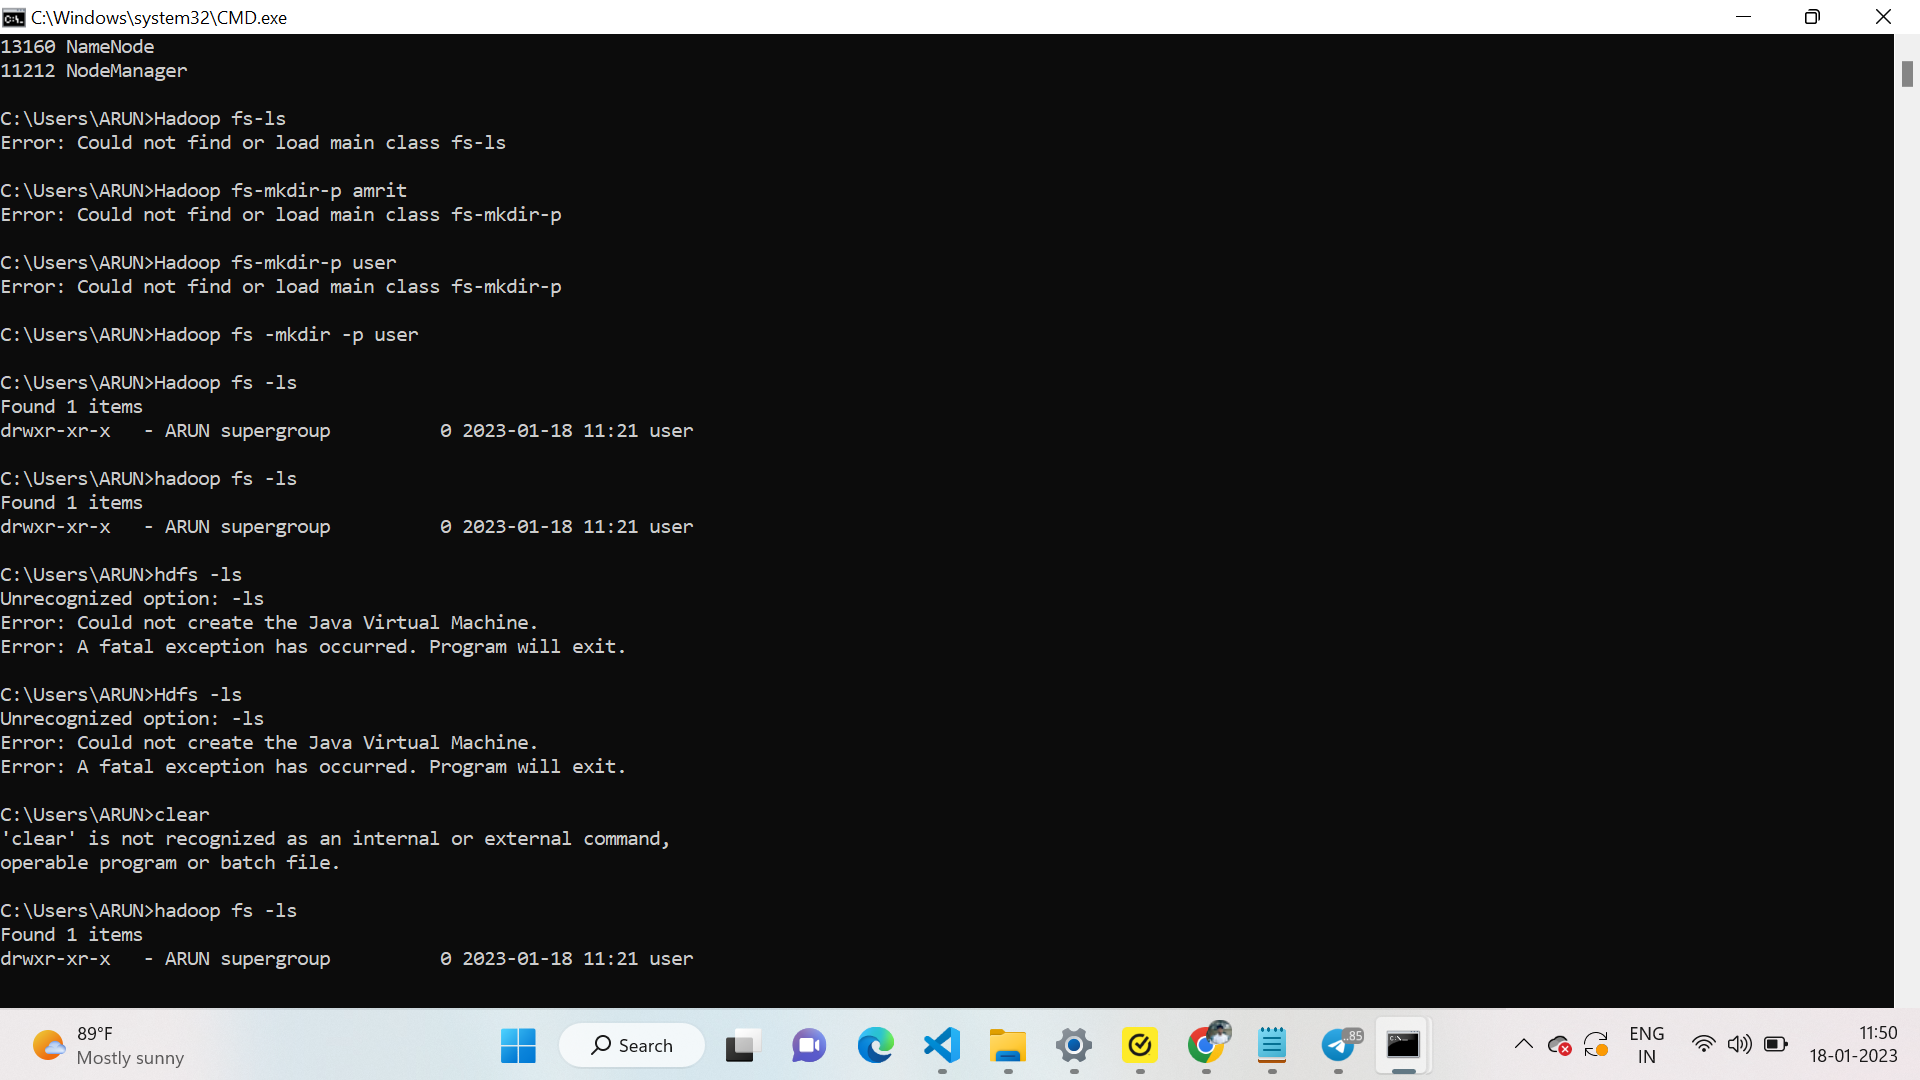 C:\Windows\system32\CMD.exe
13160 NameNode
11212 NodeManager
C:\Users\ARUN>Hadoop fs-ls
Error: Could not find or load main class fs-ls
C:\Users\ARUN>Hadoop fs-mkdir-p amrit
Error: Could not find or load main class fs-mkdir-p
C:\Users\ARUN>Hadoop fs-mkdir-p user
Error: Could not find or load main class fs-mkdir-p
C:\Users\ARUN>Hadoop fs -mkdir -p user
C:\Users\ARUN>Hadoop fs -ls
Found 1 items
drwxr-xr-x   - ARUN supergroup          0 2023-01-18 11:21 user
C:\Users\ARUN>hadoop fs -ls
Found 1 items
drwxr-xr-x   - ARUN supergroup          0 2023-01-18 11:21 user
C:\Users\ARUN>hdfs -ls
Unrecognized option: -ls
Error: Could not create the Java Virtual Machine.
Error: A fatal exception has occurred. Program will exit.
C:\Users\ARUN>Hdfs -ls
Unrecognized option: -ls
Error: Could not create the Java Virtual Machine.
Error: A fatal exception has occurred. Program will exit.
C:\Users\ARUN>clear
'clear' is not recognized as an internal or external command,
operable program or batch file.
C:\Users\ARUN>hadoop fs -ls
Found 1 items
drwxr-xr-x   - ARUN supergroup          0 2023-01-18 11:21 user
89°F
Mostly sunny
Search
..85
ENG
IN
11:50
18-01-2023